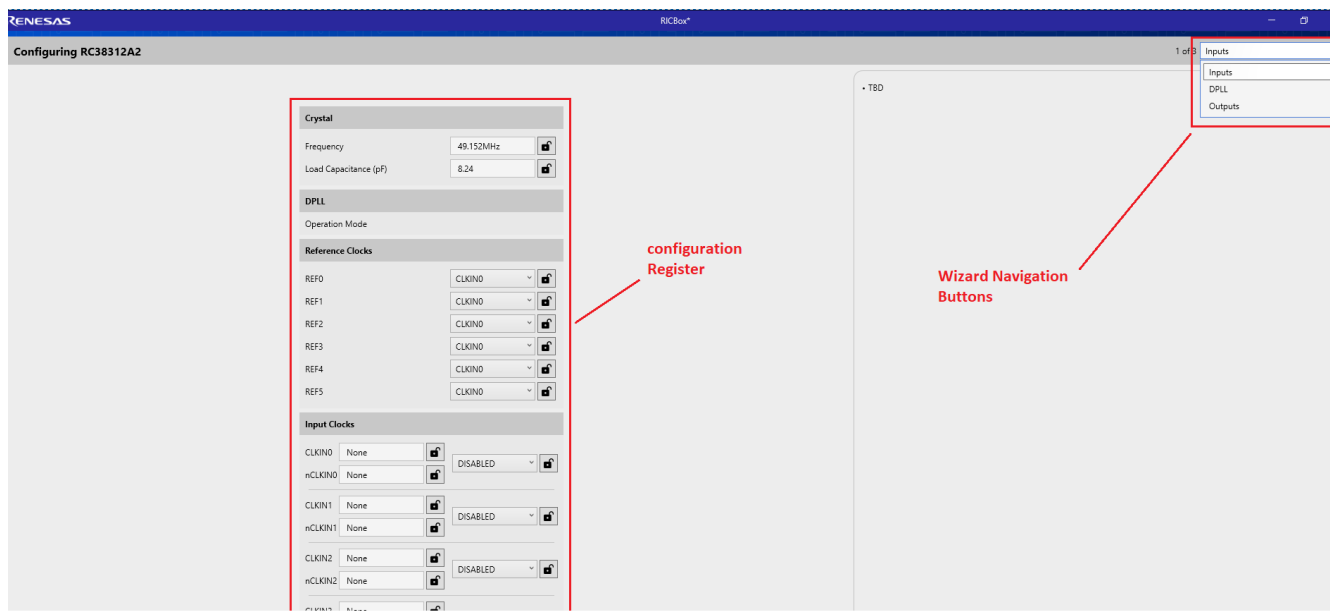 RENESAS
RICBox*
Configuring RC38312A2
1 of 3
Inputs
Inputs
DPLL
Outputs
• TBD
Crystal
Frequency 49.152MHz
Load Capacitance (pF) 8.24
DPLL
Operation Mode
Reference Clocks
REF0 CLKIN0
REF1 CLKIN0
REF2 CLKIN0
REF3 CLKIN0
REF4 CLKIN0
REF5 CLKIN0
Input Clocks
CLKIN0 None
DISABLED
nCLKIN0 None
CLKIN1 None
DISABLED
nCLKIN1 None
CLKIN2 None
DISABLED
nCLKIN2 None
CLKIN3 None
configuration
Register
Wizard Navigation
Buttons